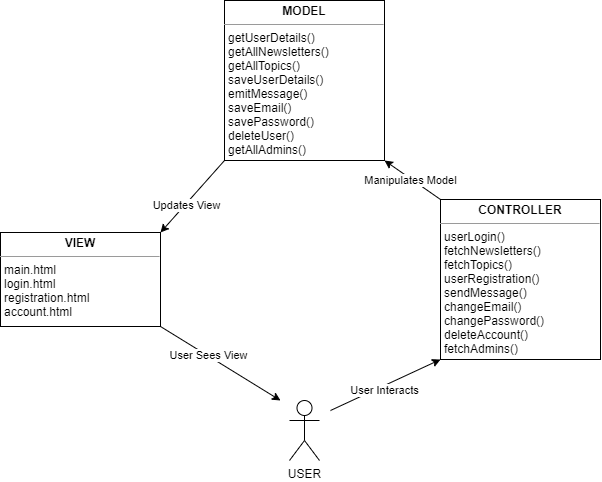 MODEL
getUserDetails()
getAllNewsletters()
getAllTopics()
saveUserDetails()
emitMessage()
saveEmail()
savePassword()
deleteUser()
getAllAdmins()
Manipulates Model
Updates View
CONTROLLER
userLogin()
fetchNewsletters()
fetchTopics()
userRegistration()
sendMessage()
changeEmail()
changePassword()
deleteAccount()
fetchAdmins()
VIEW
main.html
login.html
registration.html
account.html
User Sees View
User Interacts
USER